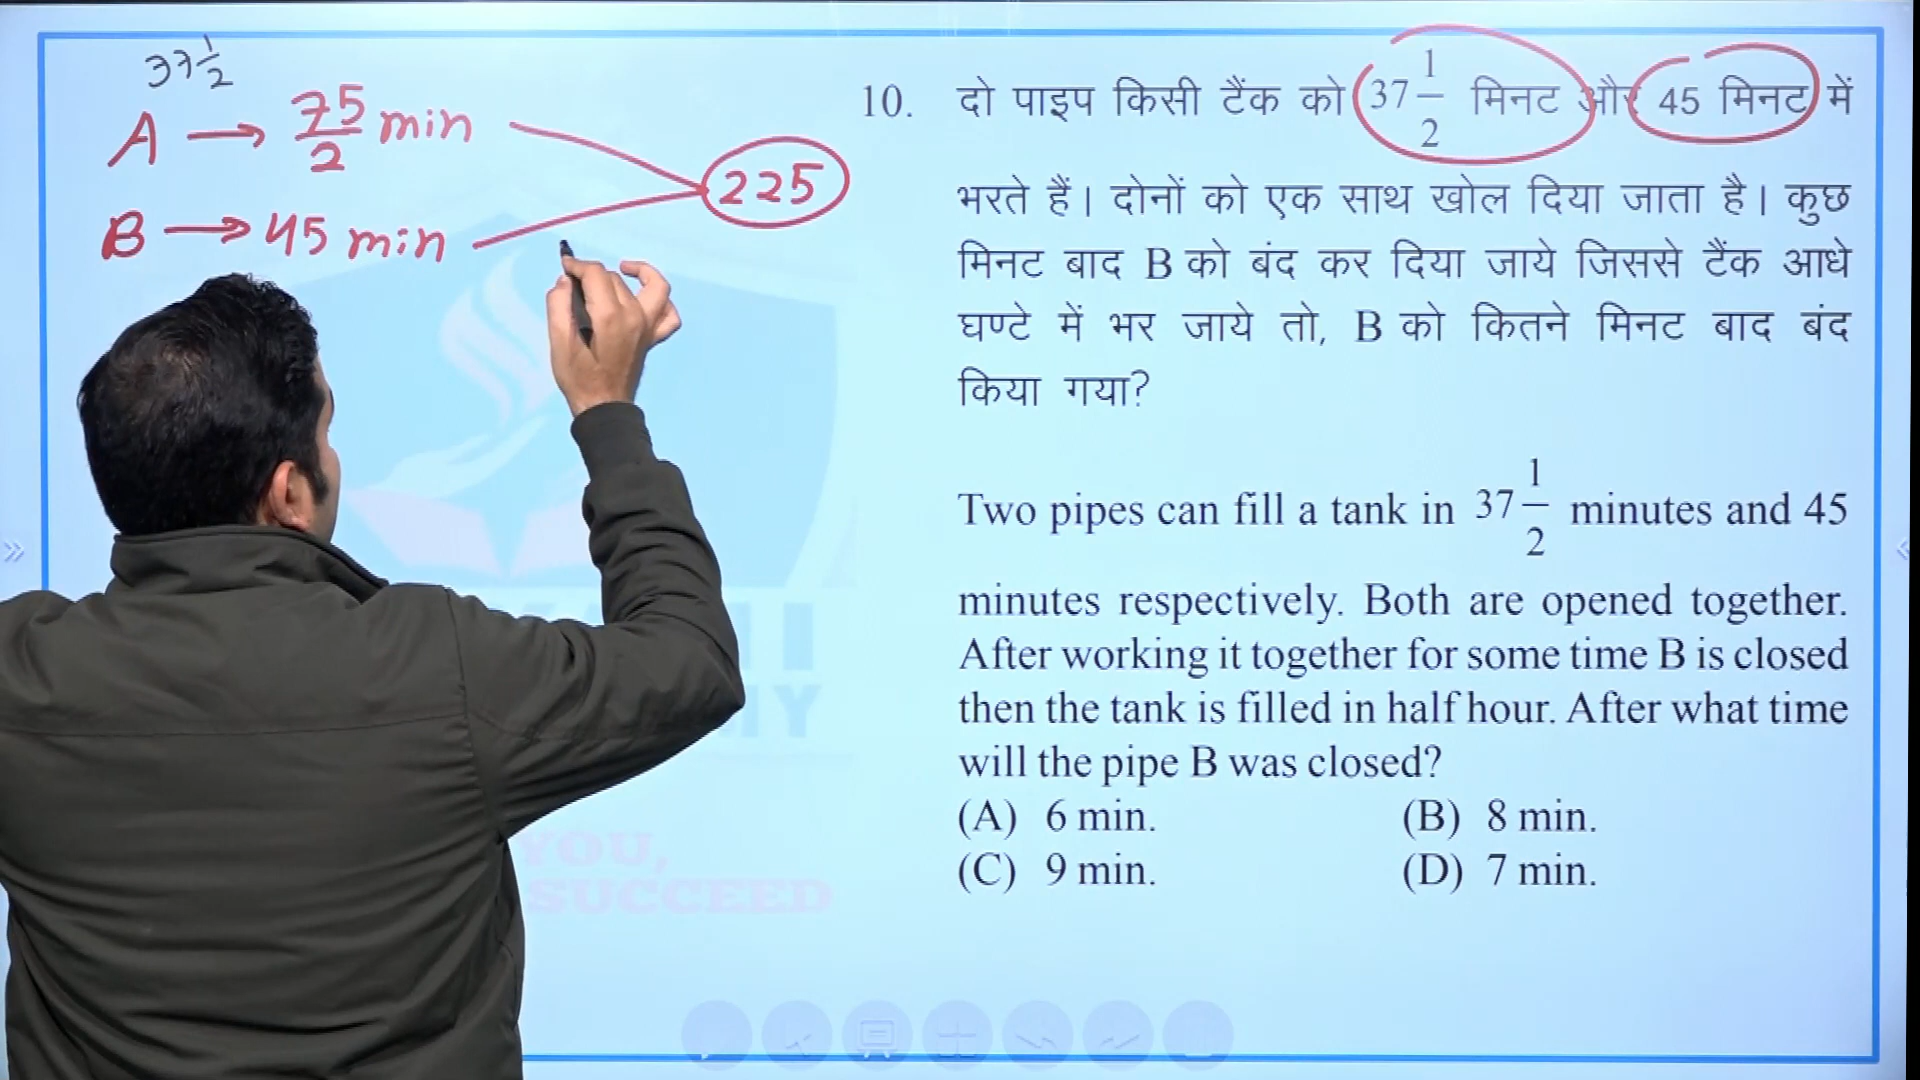 37 1/2
A → 75/2 min
B → 45 min
225
10. दो पाइप किसी टैंक को 37 1/2 मिनट और 45 मिनट में
भरते हैं। दोनों को एक साथ खोल दिया जाता है। कुछ
मिनट बाद B को बंद कर दिया जाये जिससे टैंक आधे
घण्टे में भर जाये तो, B को कितने मिनट बाद बंद
किया गया?
Two pipes can fill a tank in 37 1/2 minutes and 45
minutes respectively. Both are opened together.
After working it together for some time B is closed
then the tank is filled in half hour. After what time
will the pipe B was closed?
(A) 6 min. (B) 8 min.
(C) 9 min. (D) 7 min.
YOU,
SUCCEED